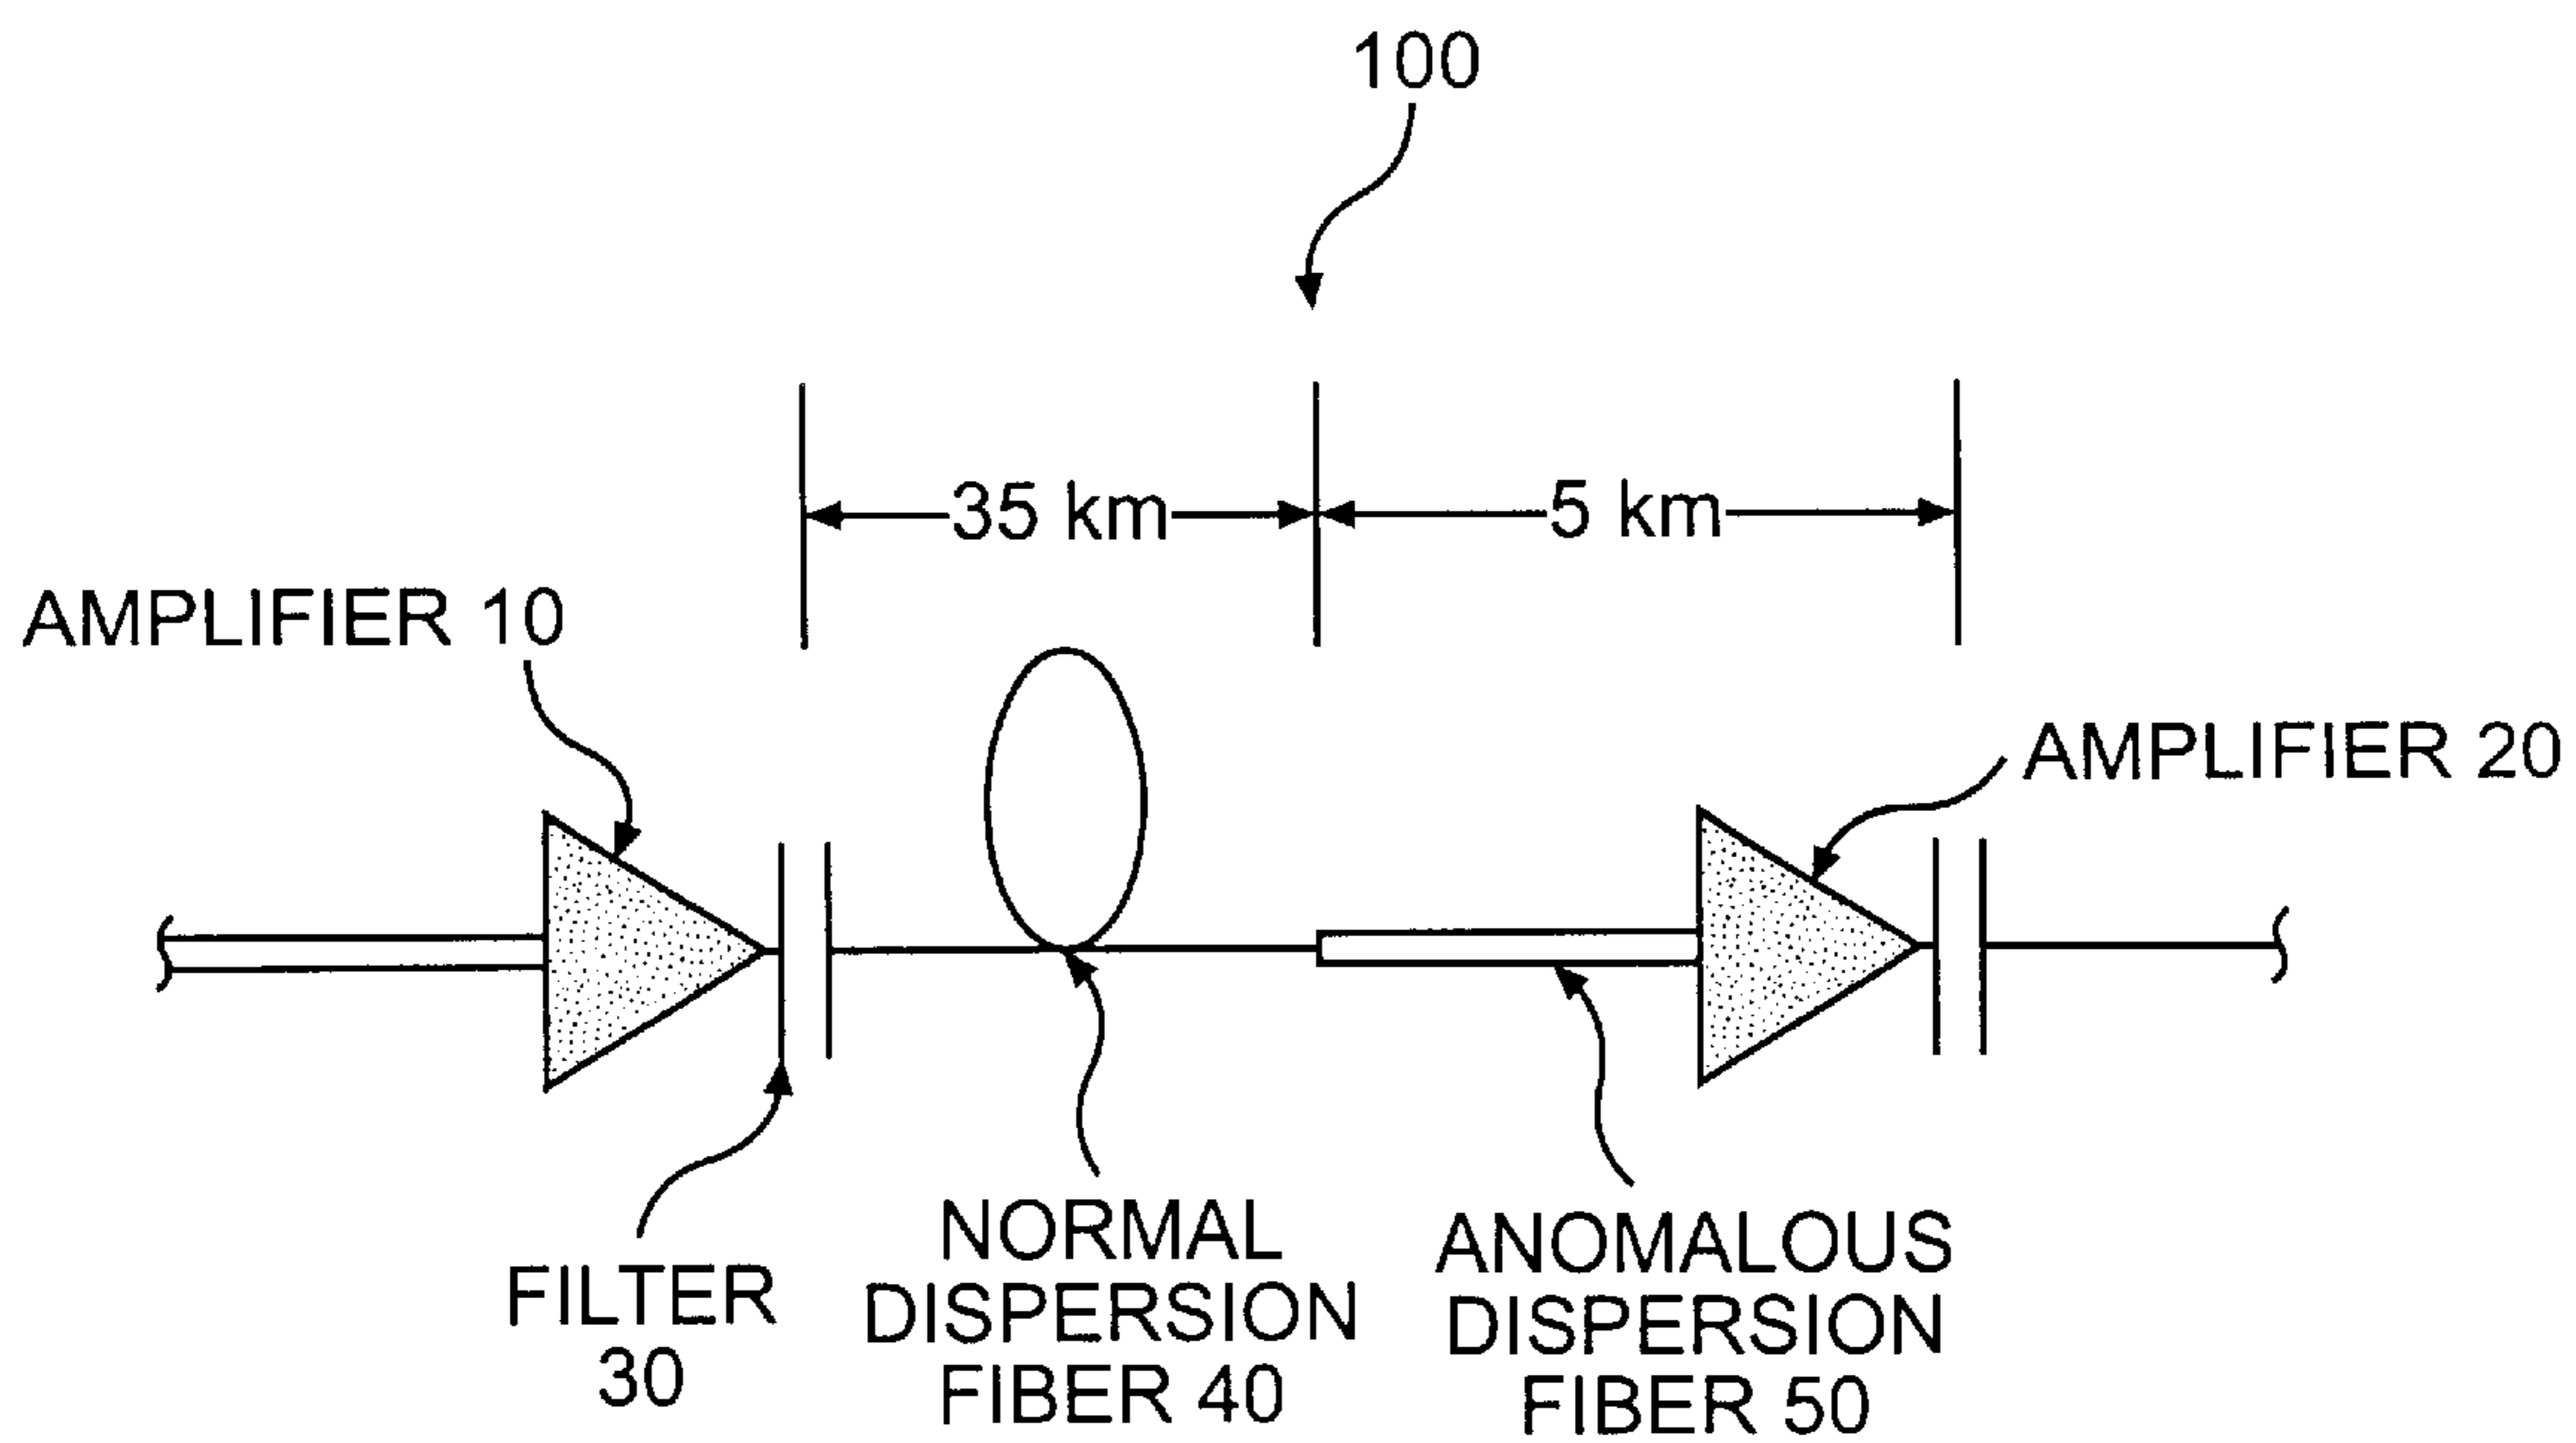 100
35 km
5 km
AMPLIFIER 10
AMPLIFIER 20
FILTER
30
NORMAL
DISPERSION
FIBER 40
ANOMALOUS
DISPERSION
FIBER 50